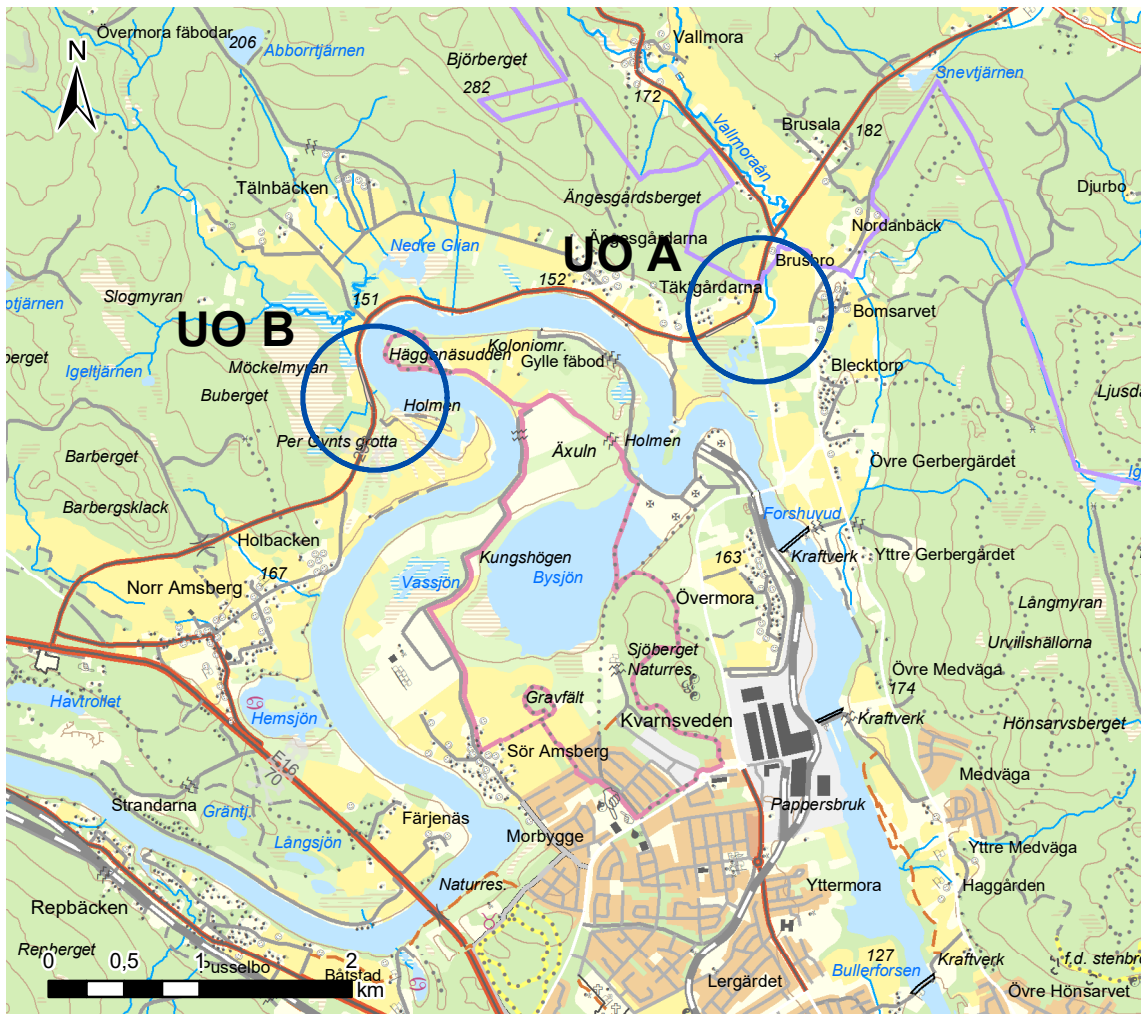 Övermora fäbodar
206
Abborrtjärnen
N
Björberget
282
Vallmora
172
Snevtjärnen
Brusala
182
Vallmoraån
Tälnbäcken
Ängesgårdsberget
Djurbo
Nedre Glian
Ängesgårdarna
Nordanbäck
UO A
Brusbro
152
Täktgårdarna
Slogmyran
151
Bomsarvet
UO B
Koloniomr.
Häggenäsudden
Gylle fäbod
Möckelmyran
Igeltjärnen
Blecktorp
Buberget
Holmen
Per Gynts grotta
Holmen
Äxuln
Barberget
Övre Gerbergärdet
Barbergsklack
Forshuvud
Holbacken
Kraftverk
Yttre Gerbergårdet
Kungshögen
163
167
Vassjön
Bysjön
Norr Amsberg
Övermora
Långmyran
Urvillshällorna
Sjöberget
Naturres.
Övre Medväga
174
Havtrollet
Gravfält
Hemsjön
Kvarnsveden
Kraftverk
Hönsarvsberget
Sör Amsberg
E16
70
Medväga
Strandarna
Gräntj.
Färjenäs
Pappersbruk
Långsjön
Morbygge
Yttre Medväga
Naturres.
Yttermora
Haggården
Repbäcken
Repberget
127
Kraftverk
f.d. stenbro
Bullerforsen
0 0,5 1 2
km
Pusselbo
Båtstad
Lergärdet
Övre Hönsarvet